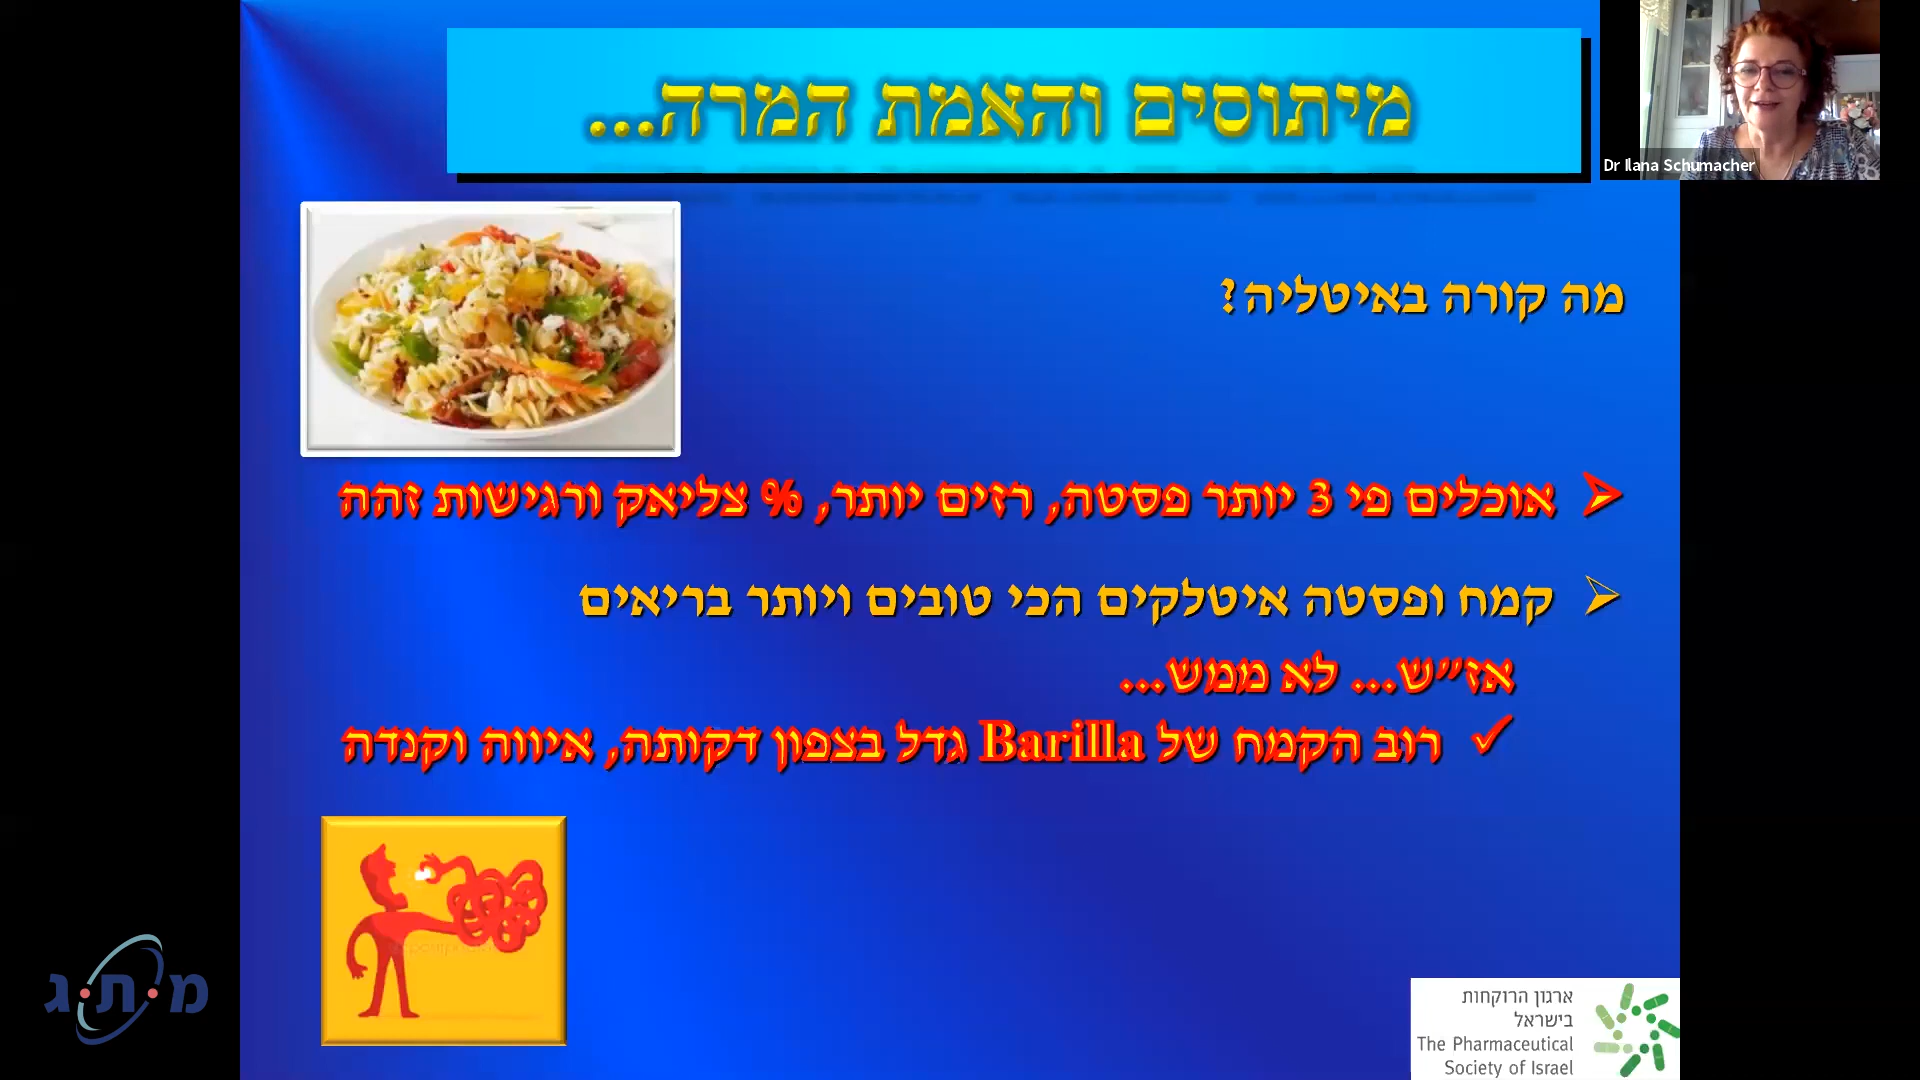 מיתוסים והאמת המרה...
Dr Ilana Schumacher
מה קורה באיטליה?
אוכלים פי 3 יותר פסטה, רזים יותר, % צליאק ורגישות זהה
קמח ופסטה איטלקים הכי טובים ויותר בריאים
אז״ש... לא ממש...
רוב הקמח של Barilla גדל בצפון דקותה, איווה וקנדה
מ.ת.ג
ארגון הרוקחות
בישראל
The Pharmaceutical
Society of Israel